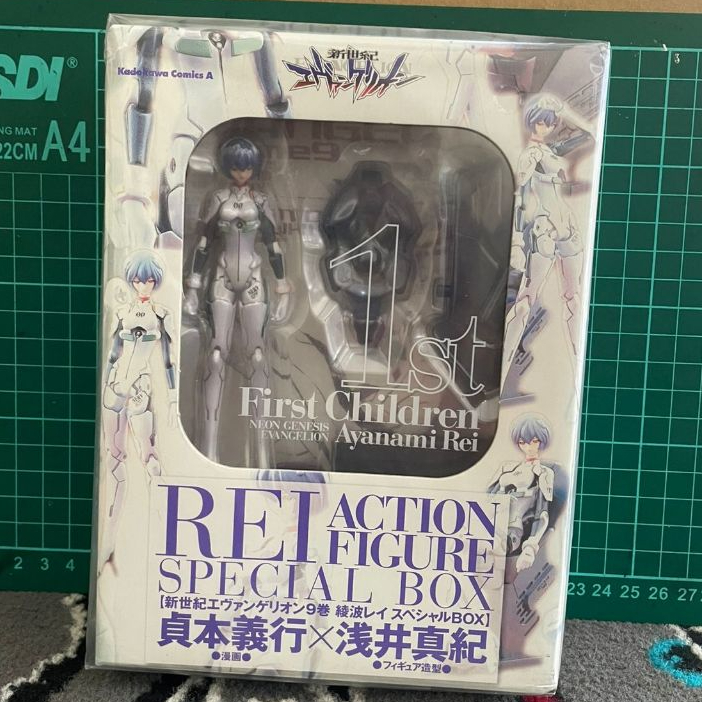 SDI®
NG MAT
22CM A4
Kadokawa Comics A
新世紀
エヴァンゲリオン
00
1st
First Children
NEON GENESIS
EVANGELION Ayanami Rei
REI ACTION
FIGURE
SPECIAL BOX
【新世紀エヴァンゲリオン9巻 綾波レイ スペシャルBOX】
貞本義行×浅井真紀
●漫画● ●フィギュア造型●
2 3 4
23 24 25 26 27 28 29